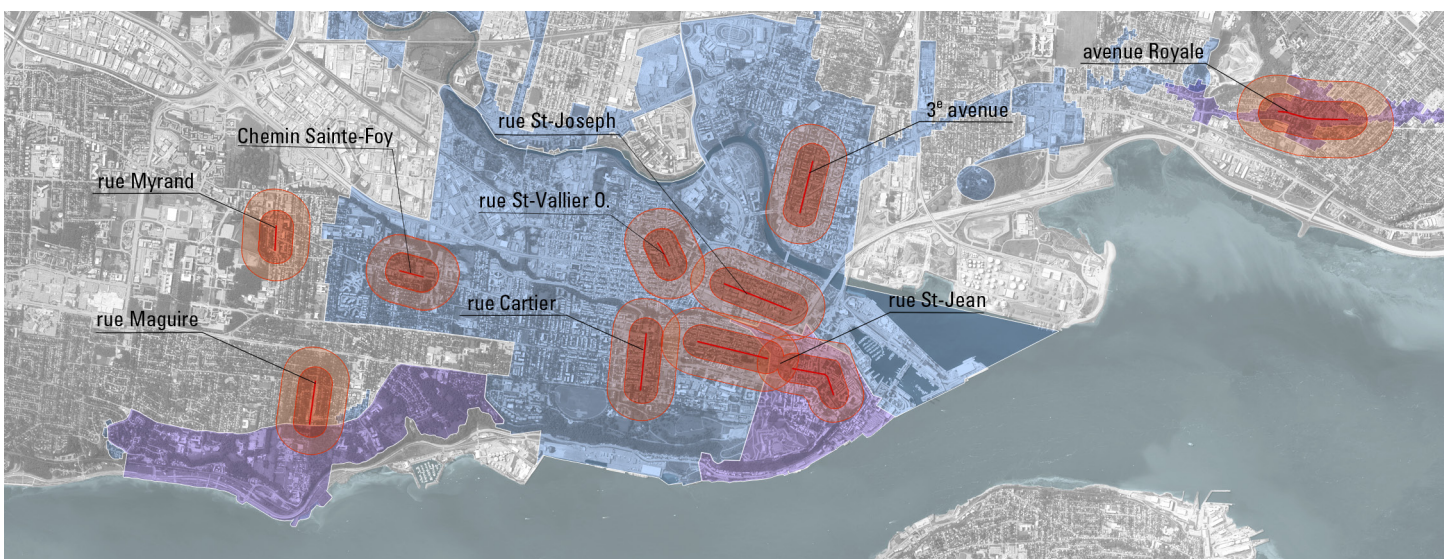 avenue Royale
3e avenue
rue St-Joseph
Chemin Sainte-Foy
rue Myrand
rue St-Vallier O.
rue Cartier
rue St-Jean
rue Maguire